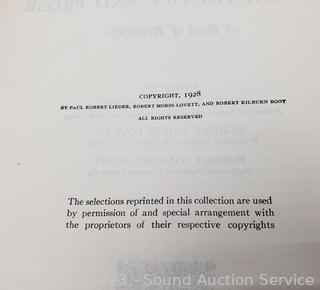 COPYRIGHT, 1928
BY PAUL ROBERT LIEDER, ROBERT MORSS LOVETT, AND ROBERT KILBURN ROOT
ALL RIGHTS RESERVED
The selections reprinted in this collection are used
by permission of and special arrangement with
the proprietors of their respective copyrights
2023 - Sound Auction Service